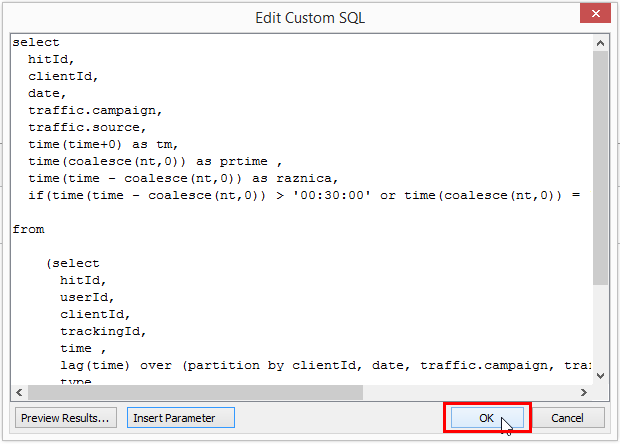 Edit Custom SQL
select
  hitId,
  clientId,
  date,
  traffic.campaign,
  traffic.source,
  time(time+0) as tm,
  time(coalesce(nt,0)) as prtime ,
  time(time - coalesce(nt,0)) as raznica,
  if(time(time - coalesce(nt,0)) > '00:30:00' or time(coalesce(nt,0)) =
from
    (select
      hitId,
      userId,
      clientId,
      trackingId,
      time ,
      lag(time) over (partition by clientId, date, traffic.campaign,
      type
Preview Results... Insert Parameter OK Cancel